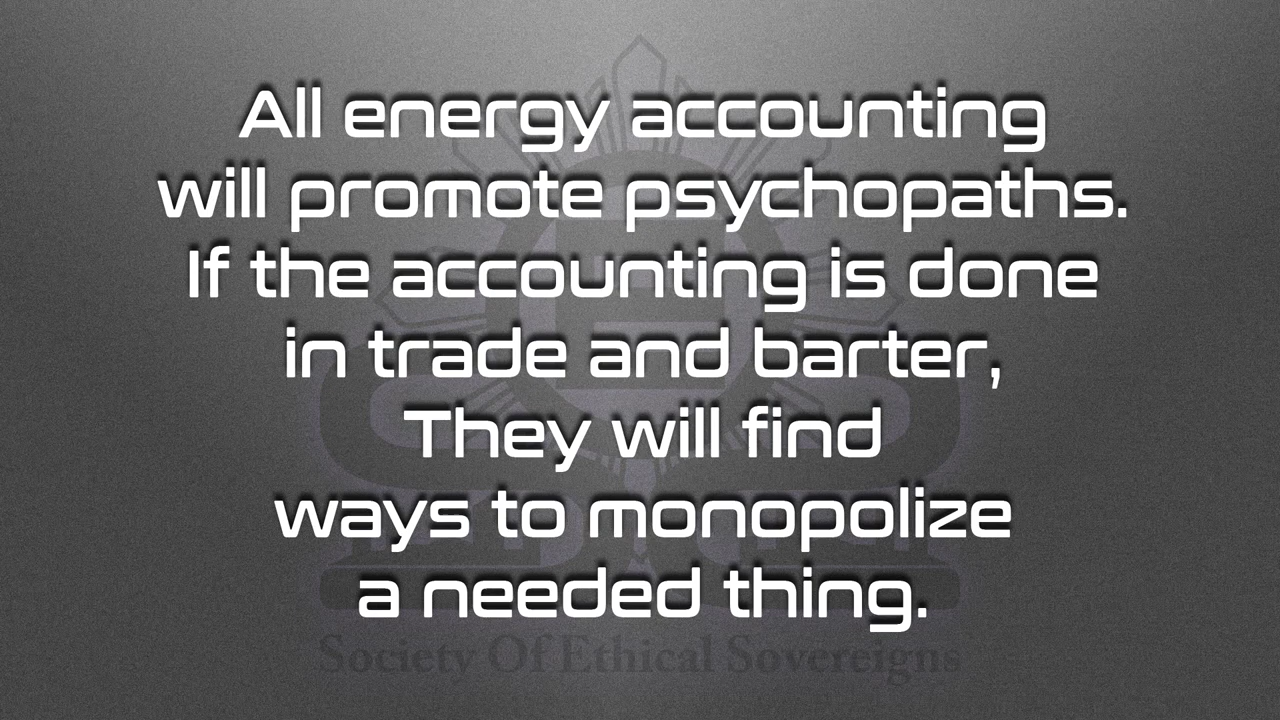 All energy accounting
will promote psychopaths.
If the accounting is done
in trade and barter,
They will find
ways to monopolize
a needed thing.
Society Of Ethical Sovereigns